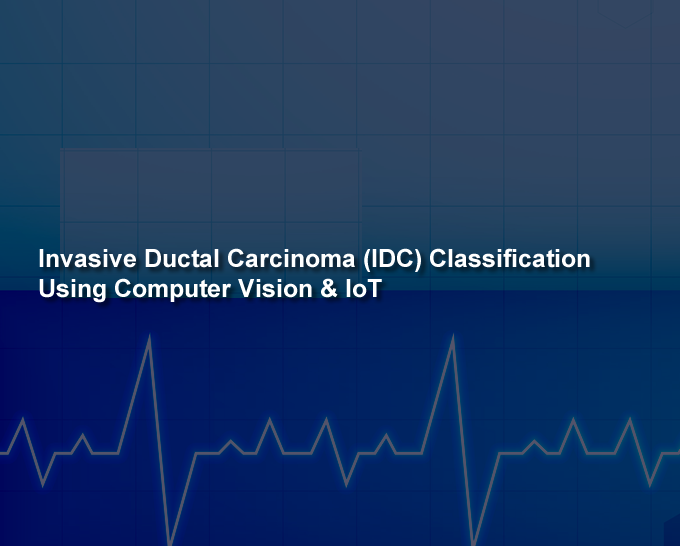 Invasive Ductal Carcinoma (IDC) Classification
Using Computer Vision & IoT